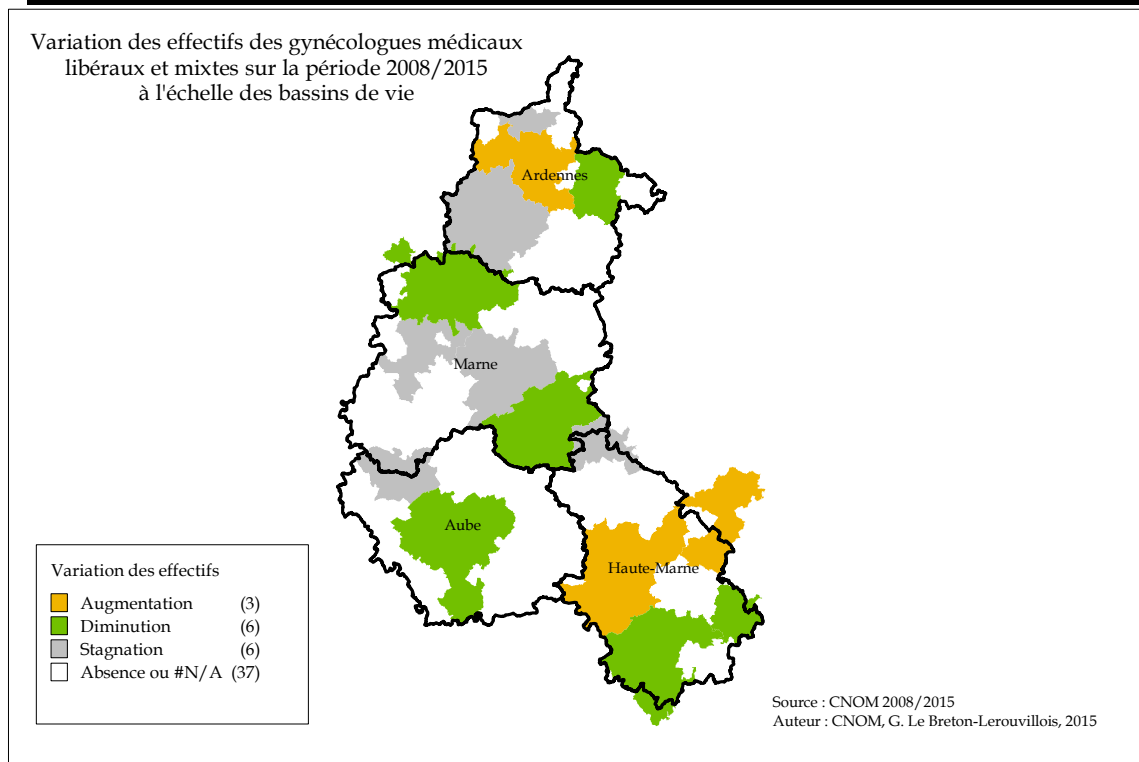 Variation des effectifs des gynécologues médicaux
libéraux et mixtes sur la période 2008/2015
à l'échelle des bassins de vie
Ardennes
Marne
Aube
Haute-Marne
Variation des effectifs
Augmentation (3)
Diminution (6)
Stagnation (6)
Absence ou #N/A (37)
Source : CNOM 2008/2015
Auteur : CNOM, G. Le Breton-Lerouvillois, 2015